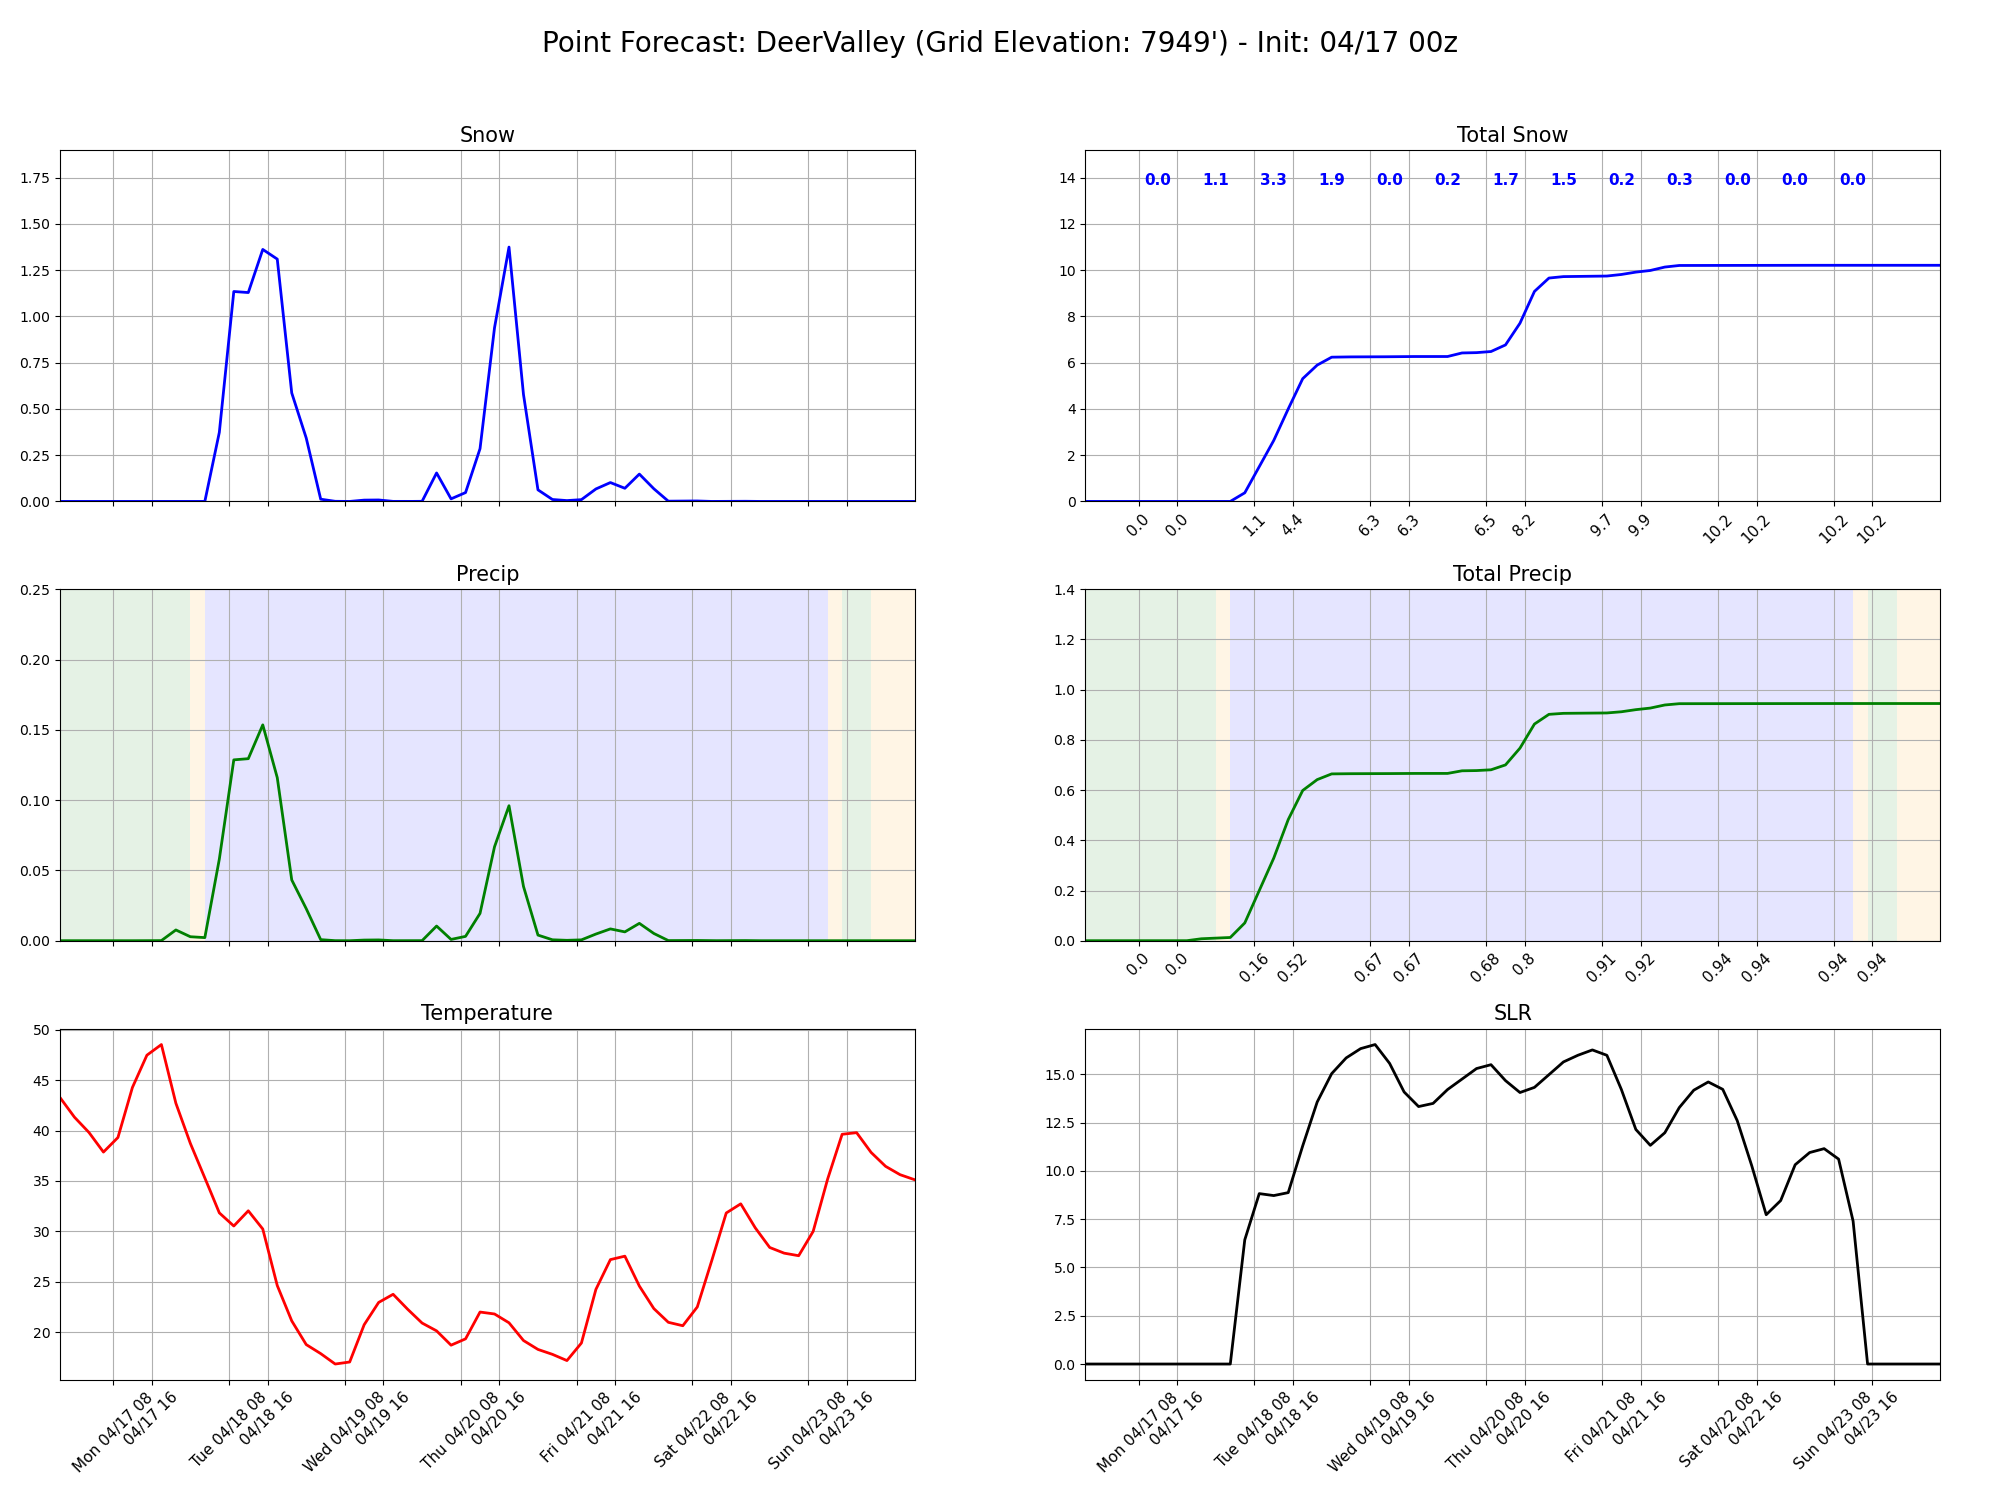 Point Forecast: DeerValley (Grid Elevation: 7949') - Init: 04/17 00z
Snow
1.75
1.50
1.25
1.00
0.75
0.50
0.25
0.00
Total Snow
0.0 1.1 3.3 1.9 0.0 0.2 1.7 1.5 0.2 0.3 0.0 0.0 0.0
14
12
10
8
6
4
2
0
0.0 0.0 1.1 4.4 6.3 6.3 6.5 8.2 9.7 9.9 10.2 10.2 10.2 10.2
Precip
0.25
0.20
0.15
0.10
0.05
0.00
Total Precip
1.4
1.2
1.0
0.8
0.6
0.4
0.2
0.0
0.0 0.0 0.16 0.52 0.67 0.67 0.68 0.8 0.91 0.92 0.94 0.94 0.94 0.94
Temperature
50
45
40
35
30
25
20
Mon 04/17 08
04/17 16
Tue 04/18 08
04/18 16
Wed 04/19 08
04/19 16
Thu 04/20 08
04/20 16
Fri 04/21 08
04/21 16
Sat 04/22 08
04/22 16
Sun 04/23 08
04/23 16
SLR
15.0
12.5
10.0
7.5
5.0
2.5
0.0
Mon 04/17 08
04/17 16
Tue 04/18 08
04/18 16
Wed 04/19 08
04/19 16
Thu 04/20 08
04/20 16
Fri 04/21 08
04/21 16
Sat 04/22 08
04/22 16
Sun 04/23 08
04/23 16